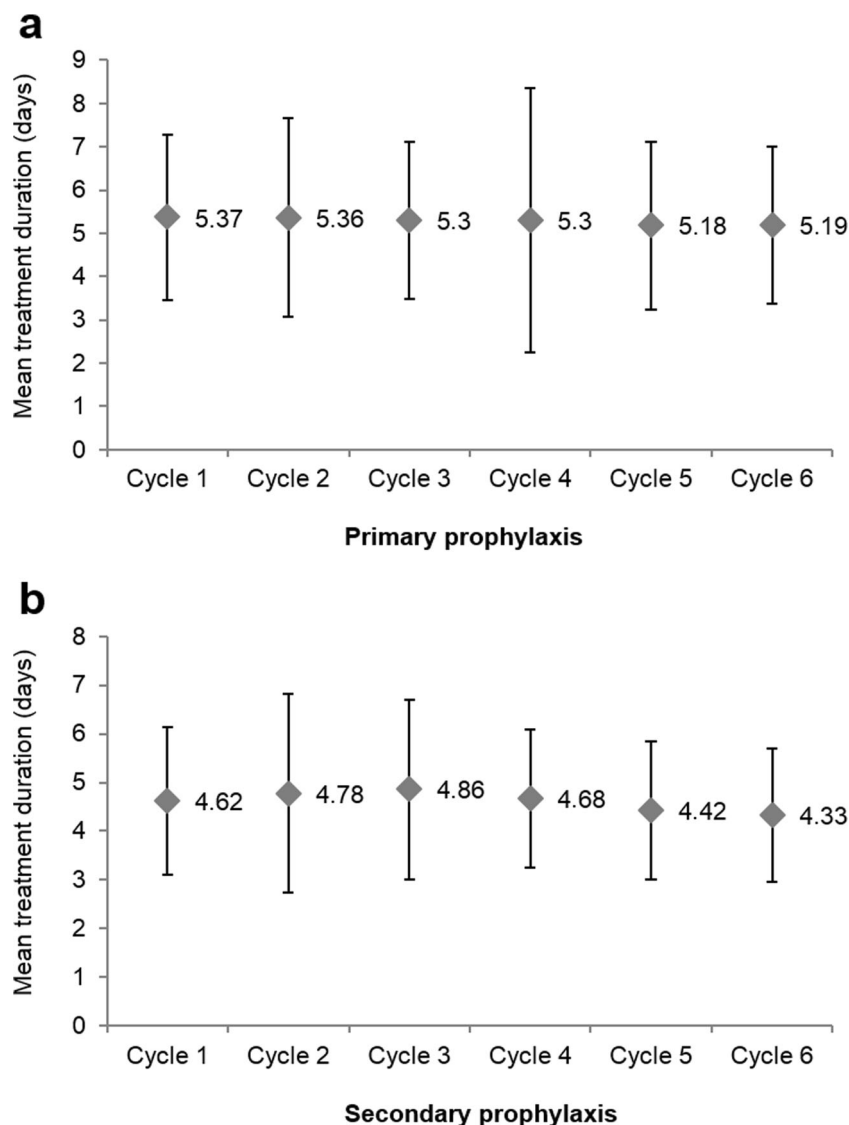 a
Mean treatment duration (days)
9
8
7
6
5
4
3
2
1
0
5.37
5.36
5.3
5.3
5.18
5.19
Cycle 1
Cycle 2
Cycle 3
Cycle 4
Cycle 5
Cycle 6
Primary prophylaxis
b
Mean treatment duration (days)
8
7
6
5
4
3
2
1
0
4.62
4.78
4.86
4.68
4.42
4.33
Cycle 1
Cycle 2
Cycle 3
Cycle 4
Cycle 5
Cycle 6
Secondary prophylaxis